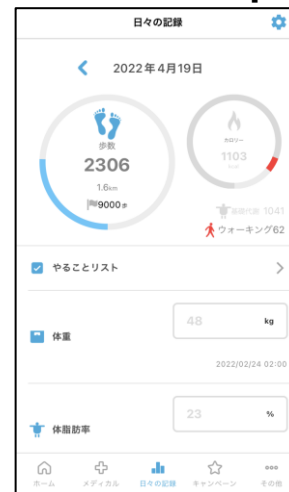 日々の記録
2022年4月19日
歩数
2306
1.6km
9000歩
カロリー
1103
kcal
基礎代謝 1041
ウォーキング62
やることリスト
体重
48 kg
2022/02/24 02:00
体脂肪率
23 %
ホーム メディカル 日々の記録 キャンペーン その他